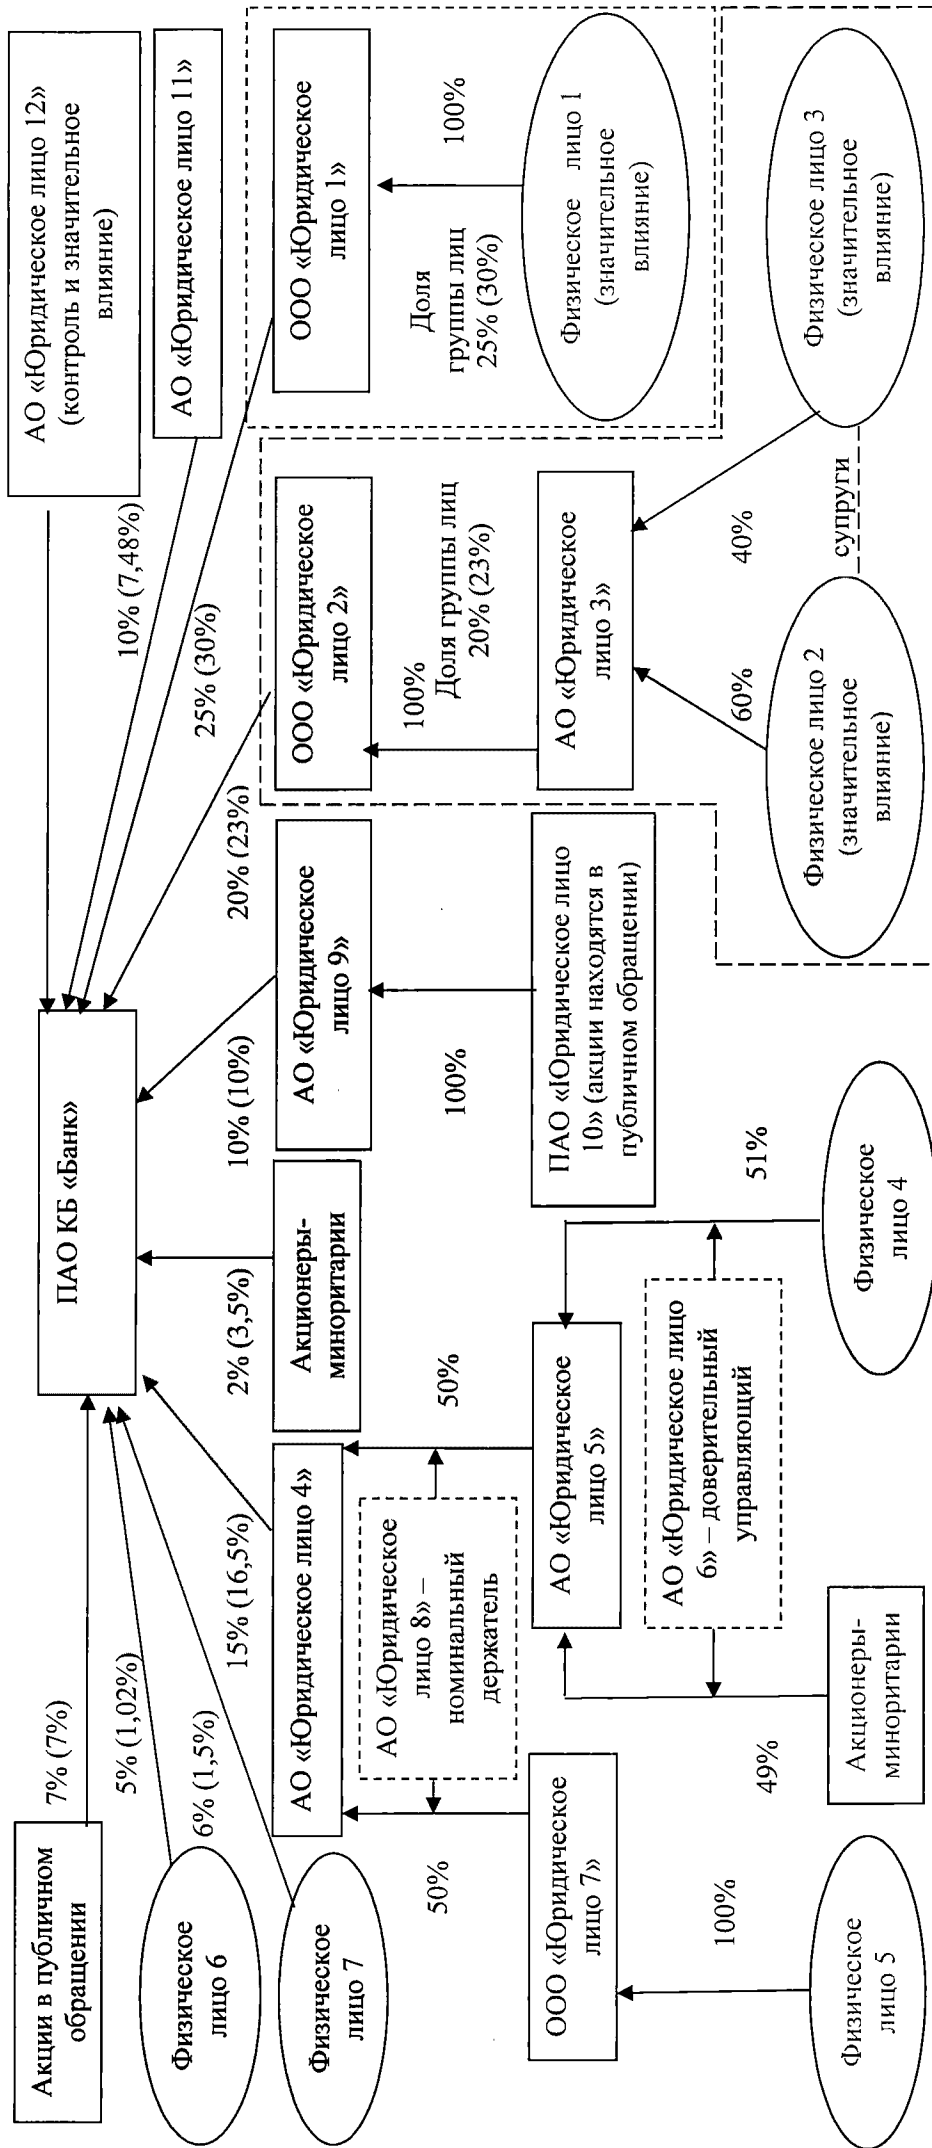 ПАО КБ «Банк»
Акции в публичном
обращении
7% (7%)
Физическое
лицо 6
5% (1,02%)
Физическое
лицо 7
6% (1,5%)
АО «Юридическое лицо 4»
15% (16,5%)
Акционеры-
миноритарии
2% (3,5%)
АО «Юридическое
лицо 9»
10% (10%)
ООО «Юридическое
лицо 2»
20% (23%)
ООО «Юридическое
лицо 1»
25% (30%)
АО «Юридическое лицо 11»
10% (7,48%)
АО «Юридическое лицо 12»
(контроль и значительное
влияние)
50%
АО «Юридическое
лицо 8» –
номинальный
держатель
50%
100%
100%
Доля группы лиц
20% (23%)
Доля
группы лиц
25% (30%)
100%
ООО «Юридическое
лицо 7»
АО «Юридическое
лицо 5»
ПАО «Юридическое лицо
10» (акции находятся в
публичном обращении)
АО «Юридическое
лицо 3»
Физическое лицо 1
(значительное
влияние)
100%
49%
АО «Юридическое лицо
6» – доверительный
управляющий
51%
60%
40%
Физическое
лицо 5
Акционеры-
миноритарии
Физическое
лицо 4
Физическое лицо 2
(значительное
влияние)
супруги
Физическое лицо 3
(значительное
влияние)